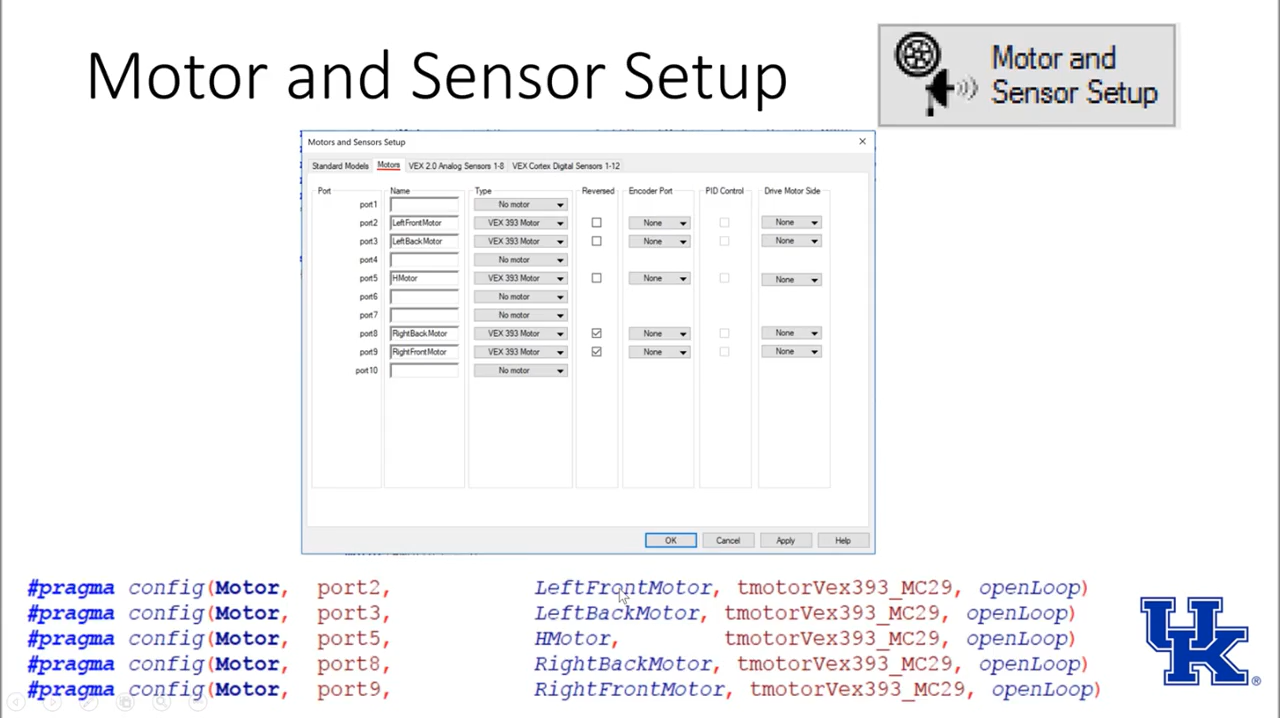 Motor and Sensor Setup
Motor and
Sensor Setup
Motors and Sensors Setup
Standard Models Motors VEX 2.0 Analog Sensors 1-8 VEX Cortex Digital Sensors 1-12
Port Name Type Reversed Encoder Port PID Control Drive Motor Side
port1 No motor
port2 LeftFrontMotor VEX 393 Motor None None
port3 LeftBackMotor VEX 393 Motor None None
port4 No motor
port5 HMotor VEX 393 Motor None None
port6 No motor
port7 No motor
port8 RightBackMotor VEX 393 Motor None None
port9 RightFrontMotor VEX 393 Motor None None
port10 No motor
OK Cancel Apply Help
#pragma config(Motor, port2, LeftFrontMotor, tmotorVex393_MC29, openLoop)
#pragma config(Motor, port3, LeftBackMotor, tmotorVex393_MC29, openLoop)
#pragma config(Motor, port5, HMotor, tmotorVex393_MC29, openLoop)
#pragma config(Motor, port8, RightBackMotor, tmotorVex393_MC29, openLoop)
#pragma config(Motor, port9, RightFrontMotor, tmotorVex393_MC29, openLoop)
UK®